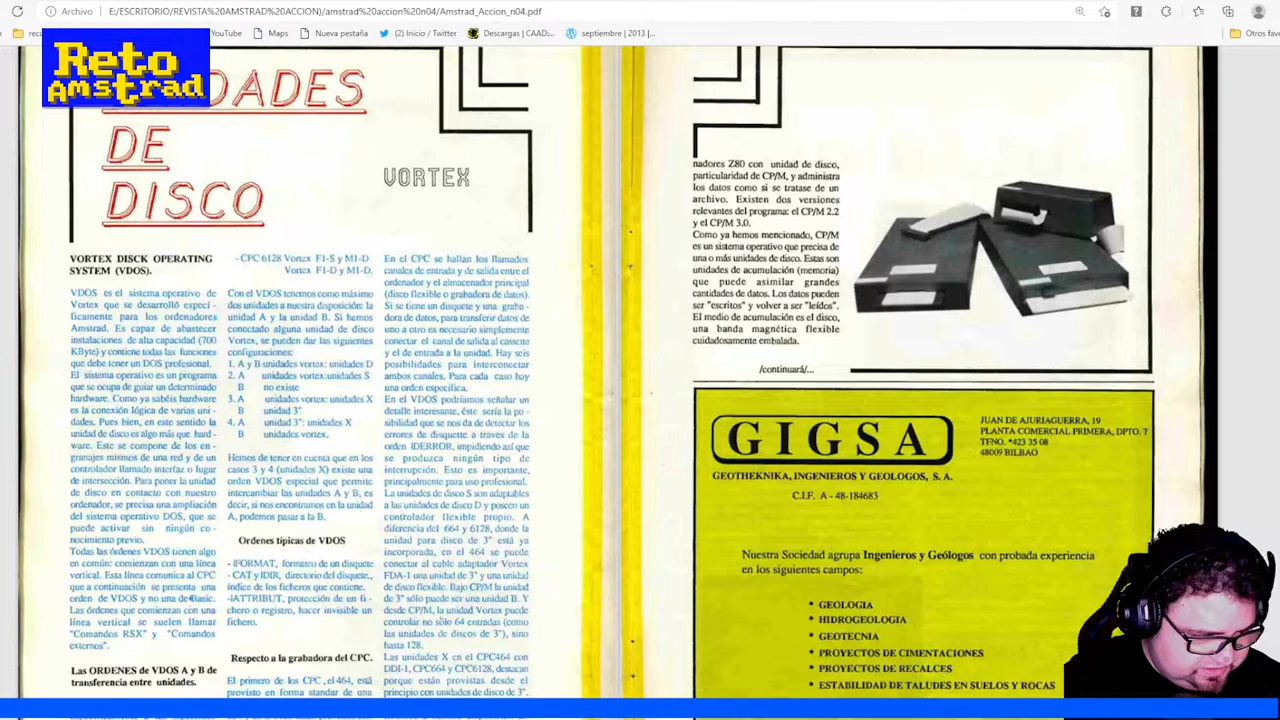 Archivo
E:/ESCRITORIO/REVISTA%20AMSTRAD%20ACCION)/amstrad%20accion%20n04/Amstrad_Accion_n04.pdf
YouTube
Maps
Nueva pestaña
(2) Inicio / Twitter
Descargas | CAAD:...
septiembre | 2013 |...
Otros favo
Reto
Amstrad
DADES
DE
DISCO
VORTEX
VORTEX DISCK OPERATING
SYSTEM (VDOS).
VDOS es el sistema operativo de
Vortex que se desarrolló especí -
ficamente para los ordenadores
Amstrad. Es capaz de abastecer
instalaciones de alta capacidad (700
KByte) y contiene todas las funciones
que debe tener un DOS profesional.
El sistema operativo es un programa
que se ocupa de guiar un determinado
hardware. Como ya sabéis hardware
es la conexión lógica de varias uni -
dades. Pues bien, en este sentido la
unidad de disco es algo más que hard -
ware. Este se compone de los en -
granajes mismos de una red y de un
controlador llamado interfaz o lugar
de intersección. Para poner la unidad
de disco en contacto con nuestro
ordenador, se precisa una ampliación
del sistema operativo DOS, que se
puede activar sin ningún co -
nocimiento previo.
Todas las órdenes VDOS tienen algo
en común: comienzan con una línea
vertical. Esta línea comunica al CPC
que a continuación se presenta una
orden de VDOS y no una de Basic.
Las órdenes que comienzan con una
línea vertical se suelen llamar
"Comandos RSX" y "Comandos
externos".
Las ORDENES de VDOS A y B de
transferencia entre unidades.
- CPC 6128 Vortex F1-S y M1-D
Vortex F1-D y M1-D.
Con el VDOS tenemos como máximo
dos unidades a nuestra disposición: la
unidad A y la unidad B. Si hemos
conectado alguna unidad de disco
Vortex, se pueden dar las siguientes
configuraciones:
1. A y B unidades vortex: unidades D
2. A unidades vortex:unidades S
B no existe
3. A unidades vortex: unidades X
B unidad 3"
4. A unidad 3": unidades X
B unidades vortex.
Hemos de tener en cuenta que en los
casos 3 y 4 (unidades X) existe una
orden VDOS especial que permite
intercambiar las unidades A y B, es
decir, si nos encontramos en la unidad
A, podemos pasar a la B.
Ordenes típicas de VDOS
- IFORMAT, formateo de un disquete
- CAT y IDIR, directorio del disquete,
índice de los ficheros que contiene.
-IATTRIBUT, protección de un fi -
chero o registro, hacer invisible un
fichero.
Respecto a la grabadora del CPC.
El primero de los CPC, el 464, está
provisto en forma standar de una
En el CPC se hallan los llamados
canales de entrada y de salida entre el
ordenador y el almacenador principal
(disco flexible o grabadora de datos).
Si se tiene un disquete y una graba -
dora de datos, para transferir datos de
uno a otro es necesario simplemente
conectar el canal de salida al cassette
y el de entrada a la unidad. Hay seis
posibilidades para interconectar
ambos canales. Para cada caso hay
una orden específica.
En el VDOS podríamos señalar un
detalle interesante, éste sería la po -
sibilidad que se nos da de detectar los
errores de disquette a través de la
orden IDERROR, impidiendo así que
se produzca ningún tipo de
interrupción. Esto es importante,
principalmente para uso profesional.
La unidades de disco S son adaptables
a las unidades de disco D y poseen un
controlador flexible propio. A
diferencia del 664 y 6128, donde la
unidad para disco de 3" está ya
incorporada, en el 464 se puede
conectar al cable adaptador Vortex
FDA-1 una unidad de 3" y una unidad
de disco flexible. Bajo CP/M la unidad
de 3" sólo puede ser una unidad B. Y
desde CP/M, la unidad Vortex puede
controlar no sólo 64 entradas (como
las unidades de discos de 3"), sino
hasta 128.
Las unidades X en el CPC464 con
DDI-1, CPC664 y CPC6128, destacan
porque están provistas desde el
principio con unidades de disco de 3".
nadores Z80 con unidad de disco,
particularidad de CP/M, y administra
los datos como si se tratase de un
archivo. Existen dos versiones
relevantes del programa: el CP/M 2.2
y el CP/M 3.0.
Como ya hemos mencionado, CP/M
es un sistema operativo que precisa de
una o más unidades de disco. Estas son
unidades de acumulación (memoria)
que puede asimilar grandes
cantidades de datos. Los datos pueden
ser "escritos" y volver a ser "leídos".
El medio de acumulación es el disco,
una banda magnética flexible
cuidadosamente embalada.
/continuará/...
GIGSA
JUAN DE AJURIAGUERRA, 19
PLANTA COMERCIAL PRIMERA, DPTO. 7
TFNO. *423 35 08
48009 BILBAO
GEOTHEKNIKA, INGENIEROS Y GEOLOGOS, S. A.
C.I.F. A - 48-184683
Nuestra Sociedad agrupa Ingenieros y Geólogos con probada experiencia
en los siguientes campos:
* GEOLOGIA
* HIDROGEOLOGIA
* GEOTECNIA
* PROYECTOS DE CIMENTACIONES
* PROYECTOS DE RECALCES
* ESTABILIDAD DE TALUDES EN SUELOS Y ROCAS